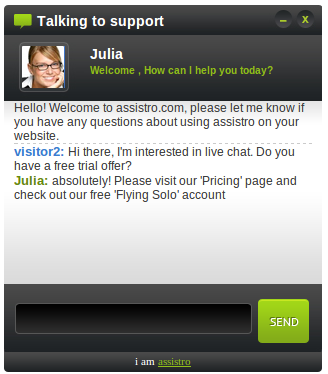 Talking to support
Julia
Welcome , How can I help you today?
Hello! Welcome to assistro.com, please let me know if
you have any questions about using assistro on your
website.
visitor2: Hi there, I'm interested in live chat. Do you
have a free trial offer?
Julia: absolutely! Please visit our 'Pricing' page and
check out our free 'Flying Solo' account
SEND
i am assistro